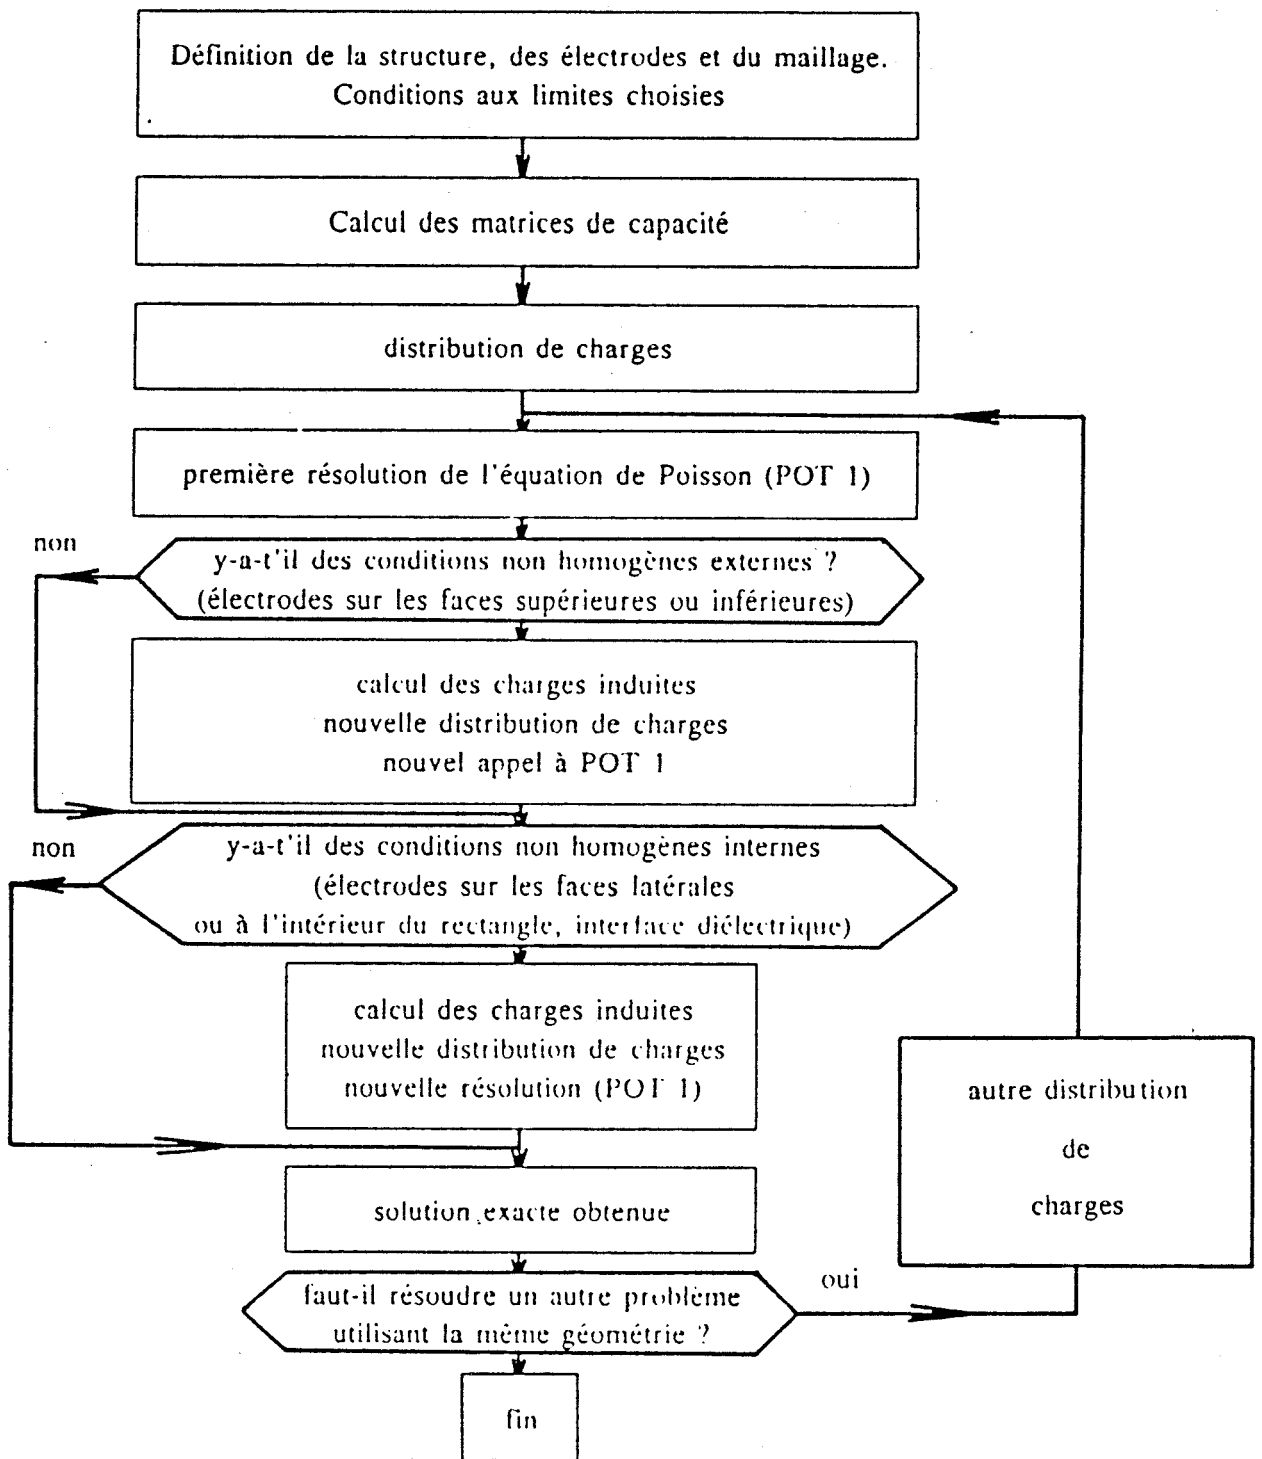 Définition de la structure, des électrodes et du maillage.
Conditions aux limites choisies
Calcul des matrices de capacité
distribution de charges
première résolution de l'équation de Poisson (POT 1)
non
y-a-t'il des conditions non homogènes externes ?
(électrodes sur les faces supérieures ou inférieures)
calcul des charges induites
nouvelle distribution de charges
nouvel appel à POT 1
non
y-a-t'il des conditions non homogènes internes
(électrodes sur les faces latérales
ou à l'intérieur du rectangle, interface diélectrique)
calcul des charges induites
nouvelle distribution de charges
nouvelle résolution (POT 1)
autre distribution
de
charges
solution exacte obtenue
oui
faut-il résoudre un autre problème
utilisant la même géométrie ?
fin